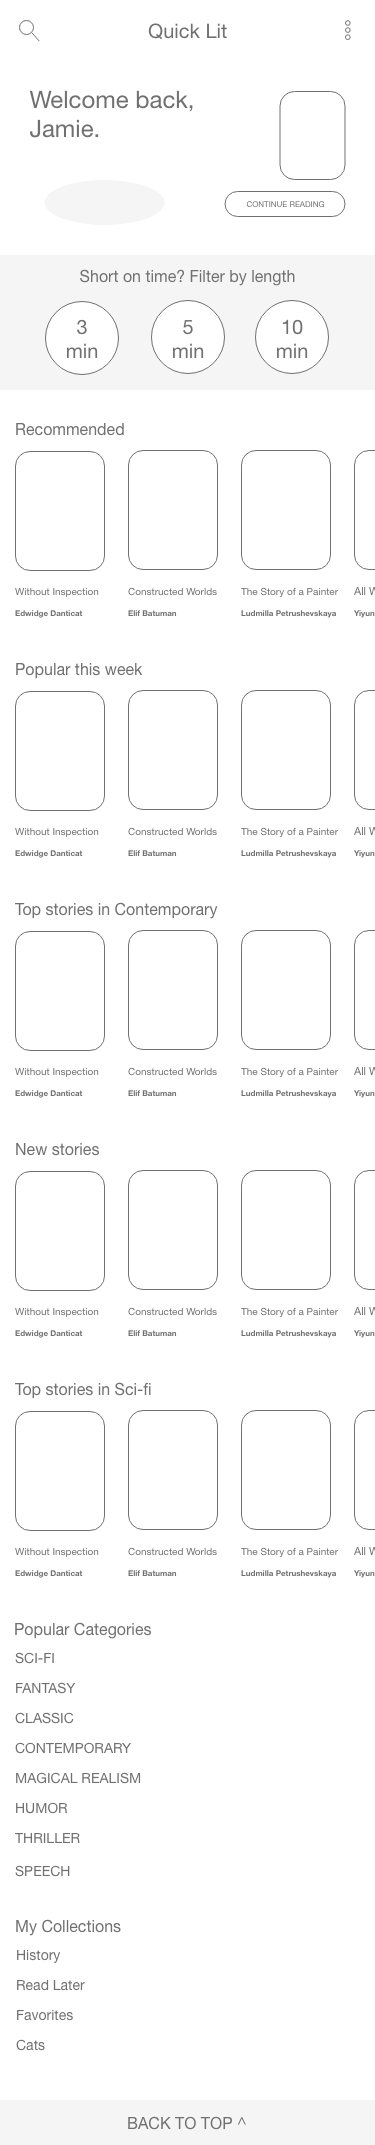 Quick Lit
Welcome back,
Jamie.
CONTINUE READING
Short on time? Filter by length
3 min
5 min
10 min
Recommended
Without Inspection Constructed Worlds The Story of a Painter All W
Edwidge Danticat Elif Batuman Ludmilla Petrushevskaya Yiyun
Popular this week
Without Inspection Constructed Worlds The Story of a Painter All W
Edwidge Danticat Elif Batuman Ludmilla Petrushevskaya Yiyun
Top stories in Contemporary
Without Inspection Constructed Worlds The Story of a Painter All W
Edwidge Danticat Elif Batuman Ludmilla Petrushevskaya Yiyun
New stories
Without Inspection Constructed Worlds The Story of a Painter All W
Edwidge Danticat Elif Batuman Ludmilla Petrushevskaya Yiyun
Top stories in Sci-fi
Without Inspection Constructed Worlds The Story of a Painter All W
Edwidge Danticat Elif Batuman Ludmilla Petrushevskaya Yiyun
Popular Categories
SCI-FI
FANTASY
CLASSIC
CONTEMPORARY
MAGICAL REALISM
HUMOR
THRILLER
SPEECH
My Collections
History
Read Later
Favorites
Cats
BACK TO TOP ^